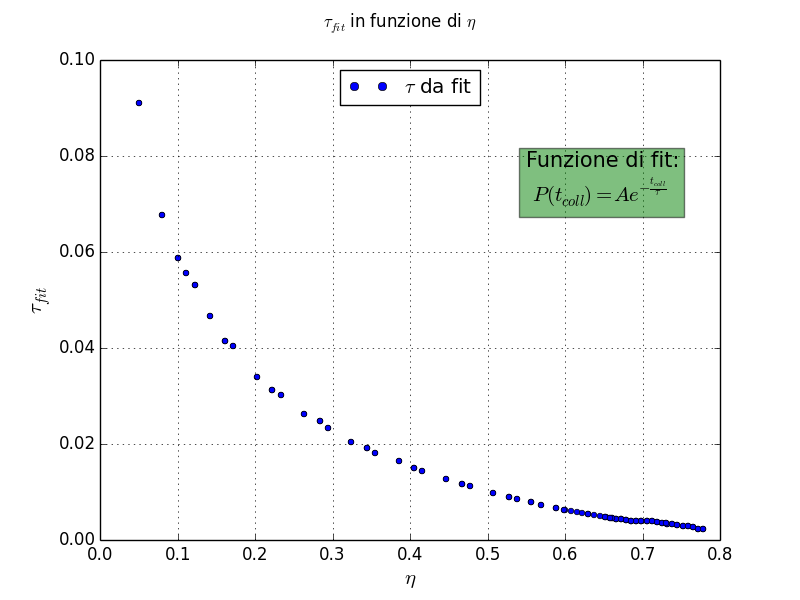 τ_fit in funzione di η
τ da fit
Funzione di fit:
P(t_coll) = Ae^{-t_coll/τ}
τ_fit
0.10
0.08
0.06
0.04
0.02
0.00
0.0 0.1 0.2 0.3 0.4 0.5 0.6 0.7 0.8
η